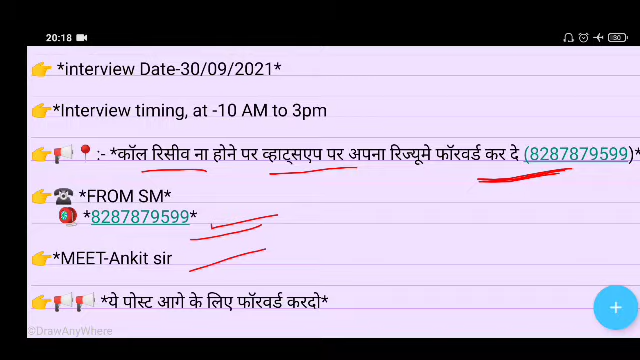 20:18
👉 *interview Date-30/09/2021*
👉 *Interview timing, at -10 AM to 3pm
👉📢📍:- *कॉल रिसीव ना होने पर व्हाट्सएप पर अपना रिज्यूमे फॉरवर्ड कर दे (8287879599)*
👉 ☎️ *FROM SM*
*8287879599*
👉 *MEET-Ankit sir
👉📢📢 *ये पोस्ट आगे के लिए फॉरवर्ड करदो*
©DrawAnyWhere